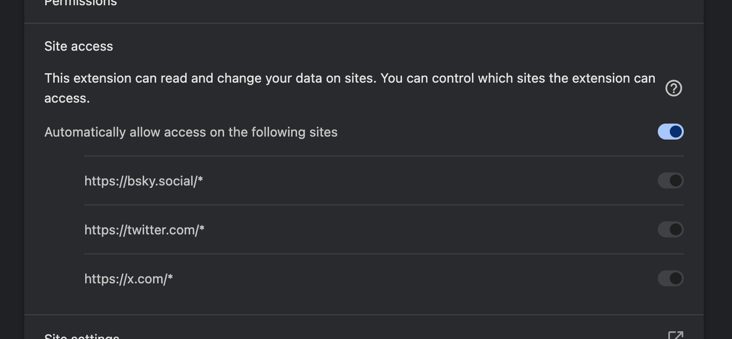 Permissions
Site access
This extension can read and change your data on sites. You can control which sites the extension can
access.
Automatically allow access on the following sites
https://bsky.social/*
https://twitter.com/*
https://x.com/*
Site settings